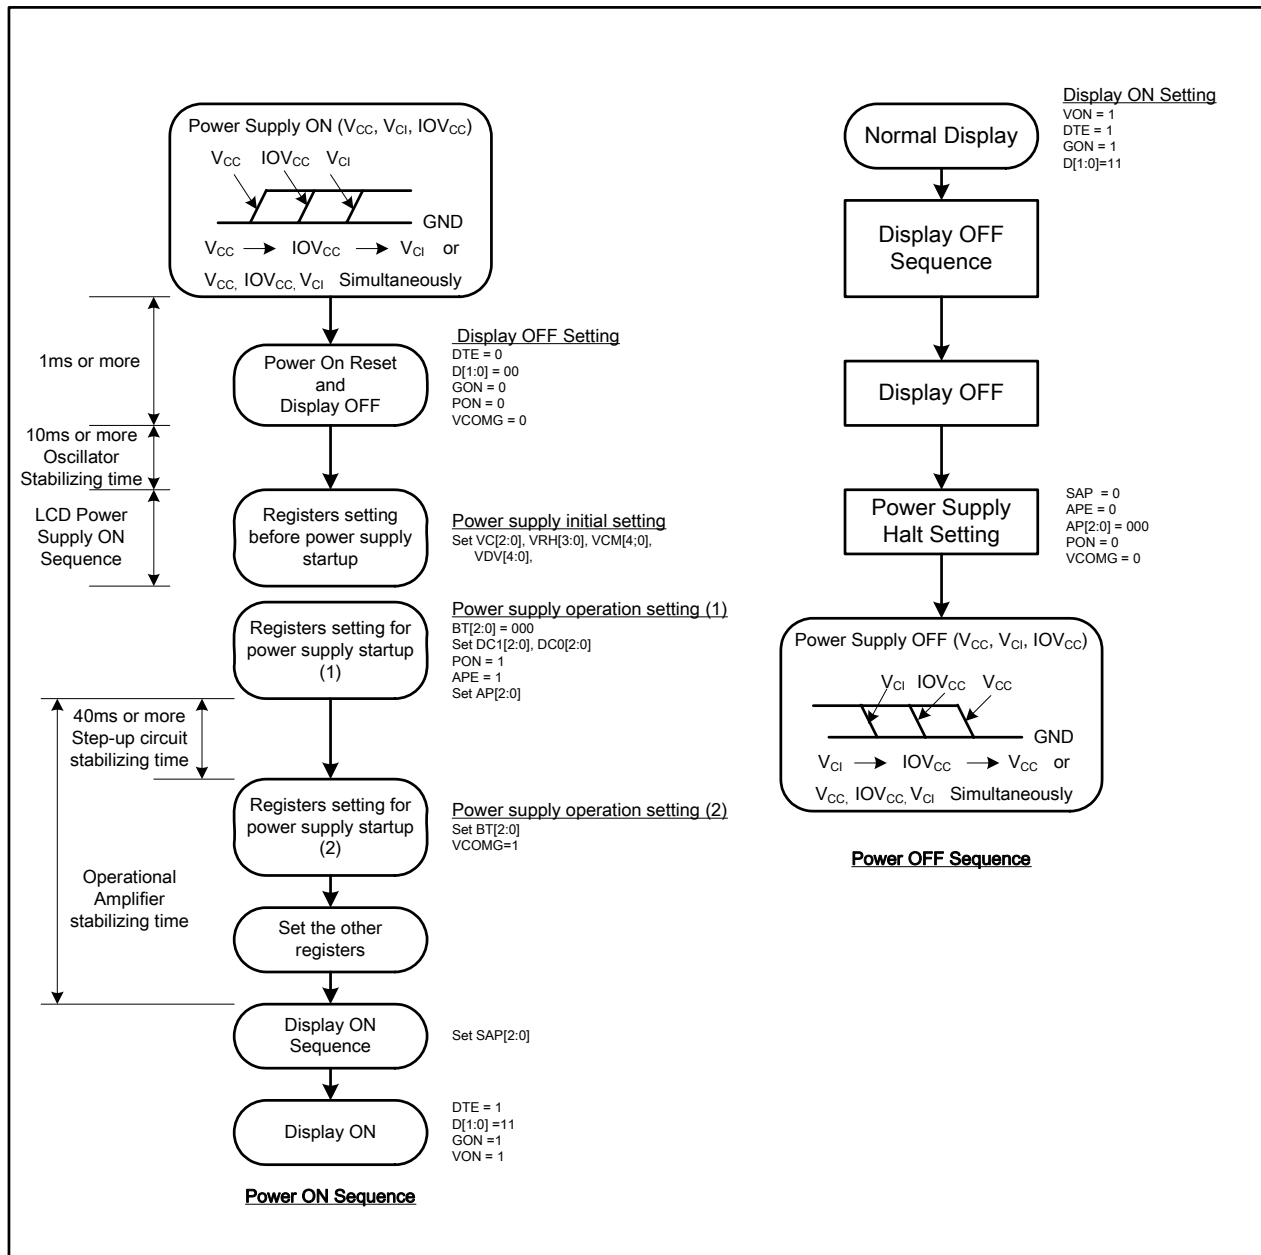 Power Supply ON (VCC, VCI, IOVCC)
VCC IOVCC VCI
GND
VCC IOVCC VCI or
VCC, IOVCC, VCI Simultaneously
1ms or more
Power On Reset
and
Display OFF
Display OFF Setting
DTE = 0
D[1:0] = 00
GON = 0
PON = 0
VCOMG = 0
10ms or more
Oscillator
Stabilizing time
LCD Power
Supply ON
Sequence
Registers setting
before power supply
startup
Power supply initial setting
Set VC[2:0], VRH[3:0], VCM[4;0],
VDV[4:0],
Registers setting for
power supply startup
(1)
Power supply operation setting (1)
BT[2:0] = 000
Set DC1[2:0], DC0[2:0]
PON = 1
APE = 1
Set AP[2:0]
40ms or more
Step-up circuit
stabilizing time
Registers setting for
power supply startup
(2)
Power supply operation setting (2)
Set BT[2:0]
VCOMG=1
Operational
Amplifier
stabilizing time
Set the other
registers
Display ON
Sequence
Set SAP[2:0]
Display ON
DTE = 1
D[1:0] =11
GON =1
VON = 1
Power ON Sequence
Normal Display
Display ON Setting
VON = 1
DTE = 1
GON = 1
D[1:0]=11
Display OFF
Sequence
Display OFF
Power Supply
Halt Setting
SAP = 0
APE = 0
AP[2:0] = 000
PON = 0
VCOMG = 0
Power Supply OFF (VCC, VCI, IOVCC)
VCI IOVCC VCC
GND
VCI IOVCC VCC or
VCC, IOVCC, VCI Simultaneously
Power OFF Sequence